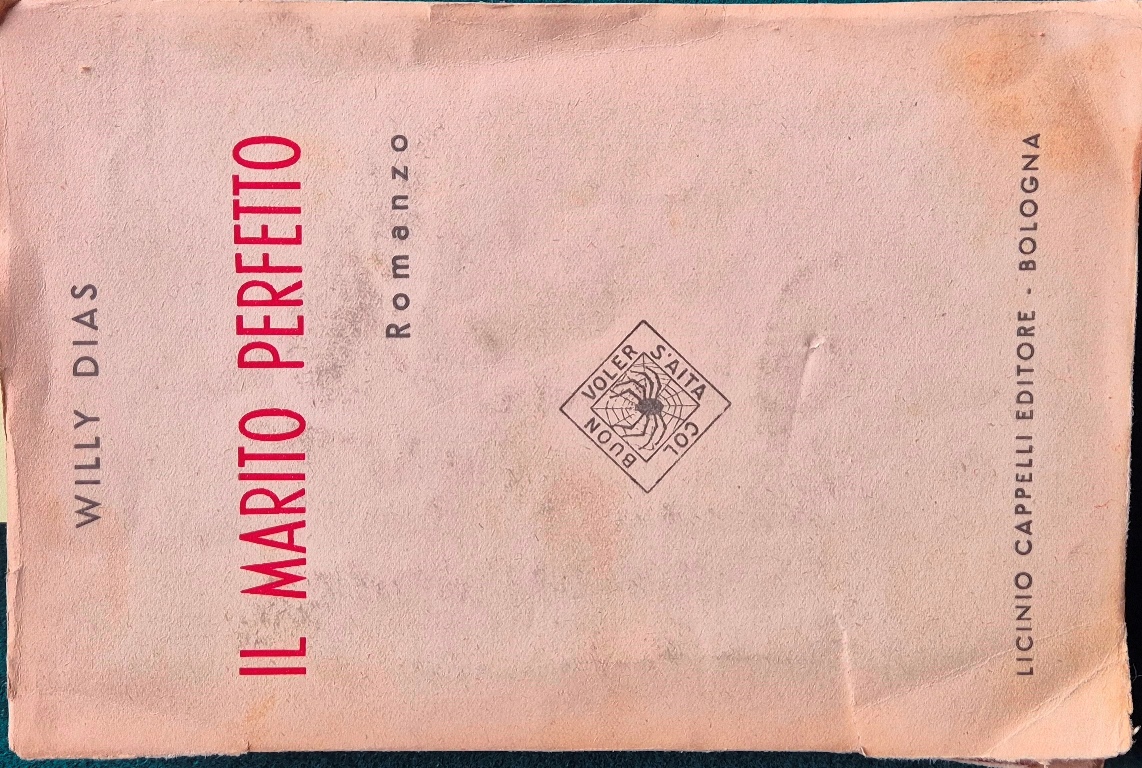 WILLY DIAS
IL MARITO PERFETTO
Romanzo
BUON VOLER
S'AITA COL
LICINIO CAPPELLI EDITORE - BOLOGNA